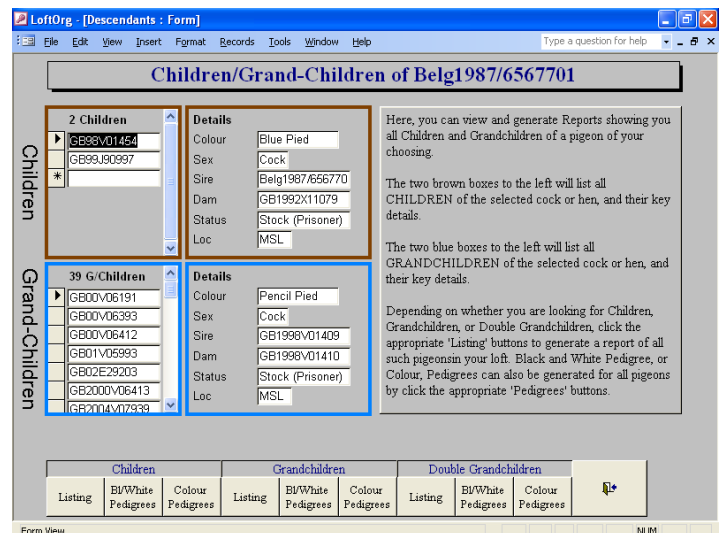 LoftOrg - [Descendants : Form]
File Edit View Insert Format Records Tools Window Help
Type a question for help
Children/Grand-Children of Belg1987/6567701
Children
2 Children
GB98V01454
GB99J90997
*
Details
Colour Blue Pied
Sex Cock
Sire Belg1987/656770
Dam GB1992X11079
Status Stock (Prisoner)
Loc MSL
Grand-Children
39 G/Children
GB00V06191
GB00V06393
GB00V06412
GB01V05993
GB02E29203
GB2000V06413
GB2004V07939
Details
Colour Pencil Pied
Sex Cock
Sire GB1998V01409
Dam GB1998V01410
Status Stock (Prisoner)
Loc MSL
Here, you can view and generate Reports showing you
all Children and Grandchildren of a pigeon of your
choosing.
The two brown boxes to the left will list all
CHILDREN of the selected cock or hen, and their key
details.
The two blue boxes to the left will list all
GRANDCHILDREN of the selected cock or hen, and
their key details.
Depending on whether you are looking for Children,
Grandchildren, or Double Grandchildren, click the
appropriate 'Listing' buttons to generate a report of all
such pigeonsin your loft. Black and White Pedigree, or
Colour, Pedigrees can also be generated for all pigeons
by click the appropriate 'Pedigrees' buttons.
Children
Listing
Bl/White
Pedigrees
Colour
Pedigrees
Grandchildren
Listing
Bl/White
Pedigrees
Colour
Pedigrees
Double Grandchildren
Listing
Bl/White
Pedigrees
Colour
Pedigrees
Form View
NUM